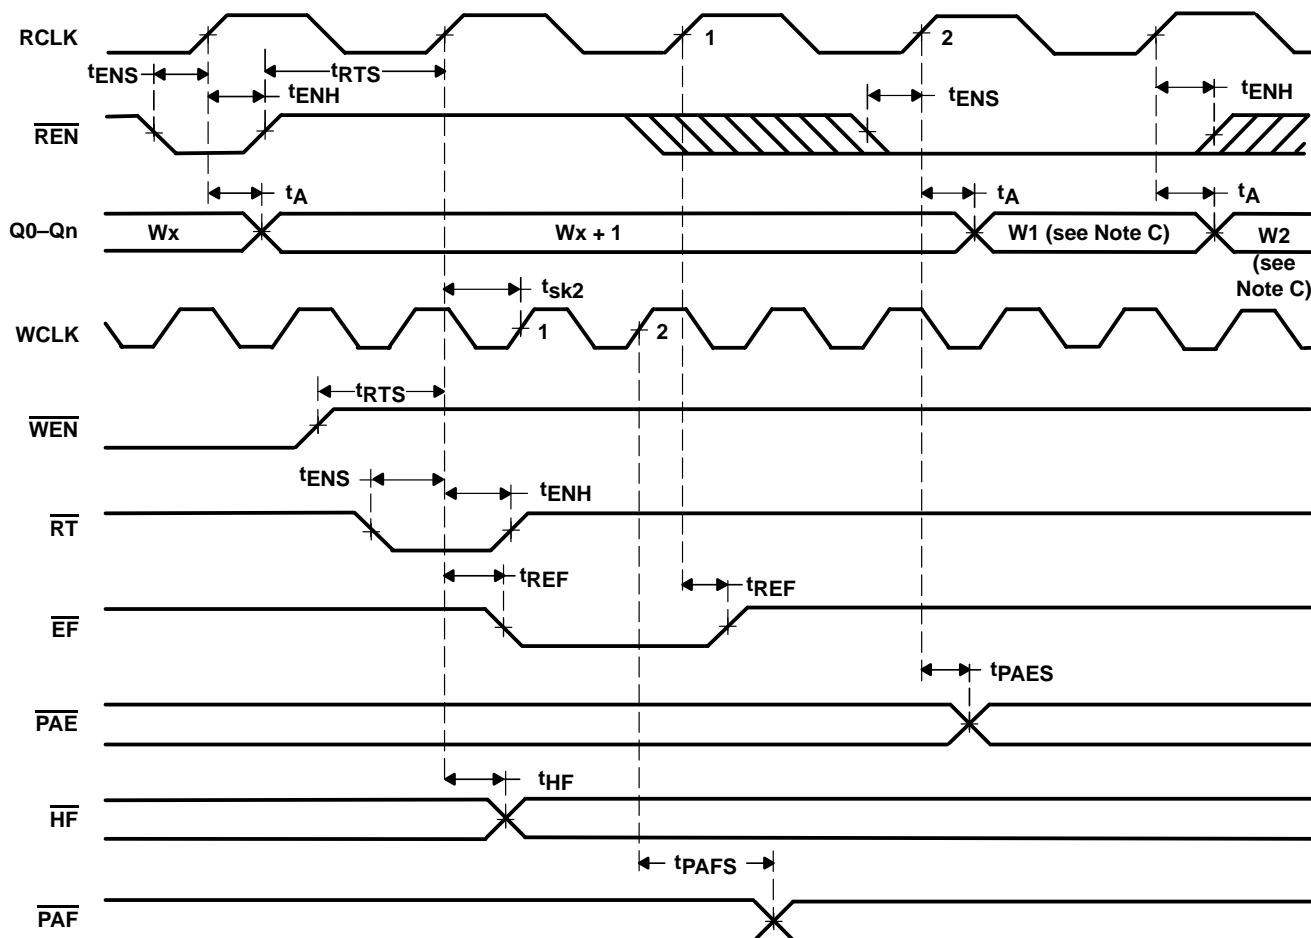 RCLK
1
2
tENS
tRTS
tENH
tENS
tENH
REN
tA
tA
tA
Q0–Qn
Wx
Wx + 1
W1 (see Note C)
W2
(see
Note C)
tsk2
WCLK
1
2
tRTS
WEN
tENS
tENH
RT
tREF
tREF
EF
tPAES
PAE
tHF
HF
tPAFS
PAF